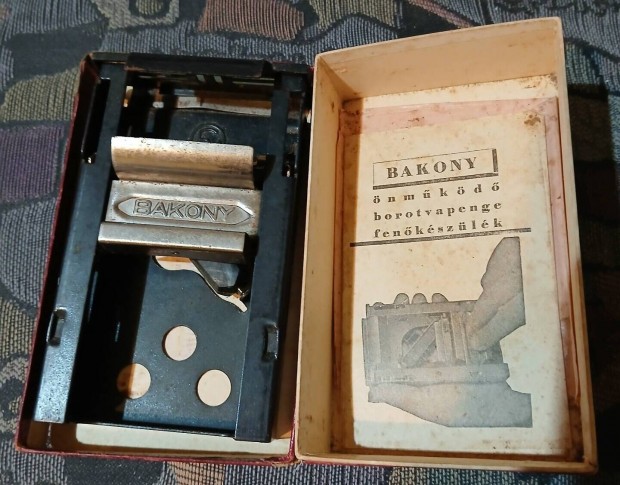 BAKONY
BAKONY
önműködő
borotvapenge
fenőkészülék